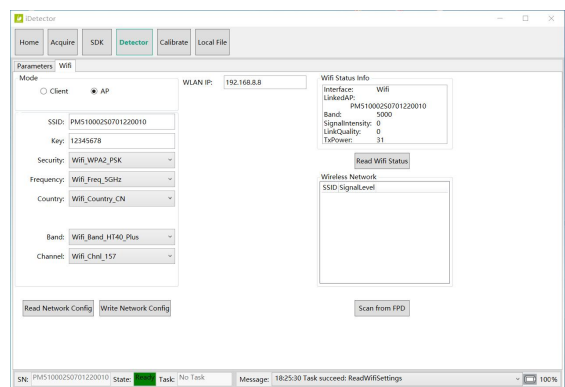 iDetector
Home Acquire SDK Detector Calibrate Local File
Parameters Wifi
Mode
Client AP
SSID: PM510002S0701220010
Key: 12345678
Security: Wifi_WPA2_PSK
Frequency: Wifi_Freq_5GHz
Country: Wifi_Country_CN
Band: Wifi_Band_HT40_Plus
Channel: Wifi_Chnl_157
Read Network Config Write Network Config
WLAN IP: 192.168.8.8
Wifi Status Info
Interface: Wifi
LinkedAP:
PM510002S0701220010
Band: 5000
SignalIntensity: 0
LinkQuality: 0
TxPower: 31
Read Wifi Status
Wireless Network
SSID SignalLevel
Scan from FPD
SN: PM510002S0701220010 State: Ready Task: No Task Message: 18:25:30 Task succeed: ReadWifiSettings 100%